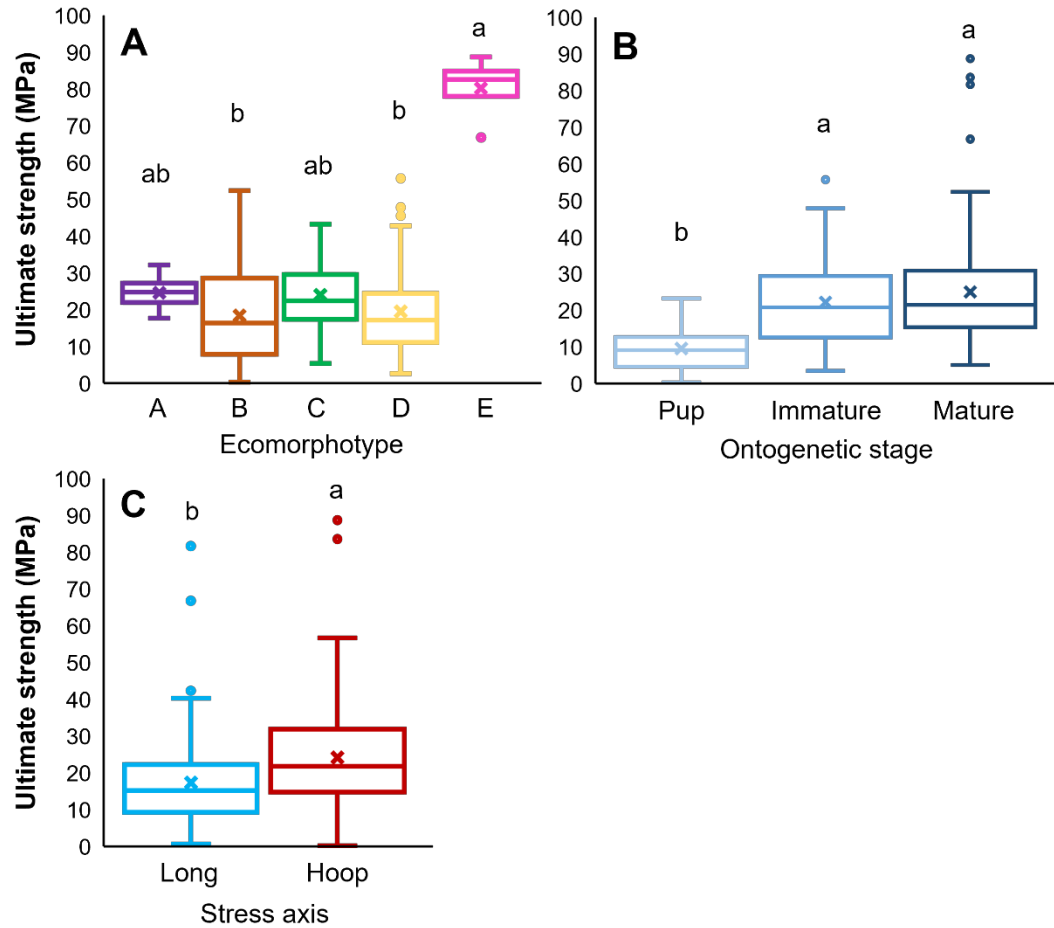 A
Ultimate strength (MPa)
100
90
80
70
60
50
40
30
20
10
0
ab
b
ab
b
a
A B C D E
Ecomorphotype
B
100
90
80
70
60
50
40
30
20
10
0
b
a
a
Pup Immature Mature
Ontogenetic stage
C
Ultimate strength (MPa)
100
90
80
70
60
50
40
30
20
10
0
b
a
Long Hoop
Stress axis